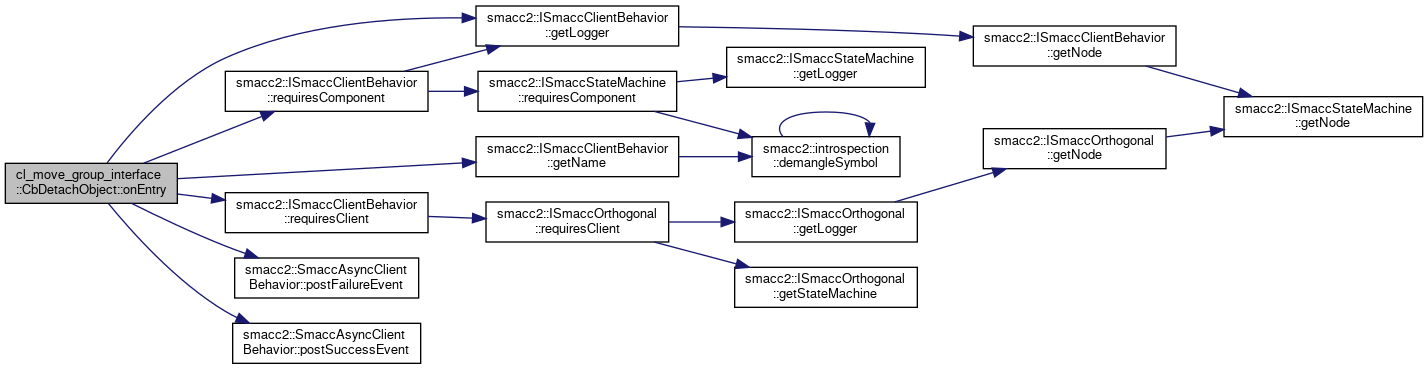 cl_move_group_interface
::CbDetachObject::onEntry
smacc2::ISmaccClientBehavior
::getLogger
smacc2::ISmaccClientBehavior
::requiresComponent
smacc2::ISmaccClientBehavior
::getName
smacc2::ISmaccClientBehavior
::requiresClient
smacc2::SmaccAsyncClient
Behavior::postFailureEvent
smacc2::SmaccAsyncClient
Behavior::postSuccessEvent
smacc2::ISmaccStateMachine
::requiresComponent
smacc2::ISmaccOrthogonal
::requiresClient
smacc2::ISmaccStateMachine
::getLogger
smacc2::introspection
::demangleSymbol
smacc2::ISmaccOrthogonal
::getLogger
smacc2::ISmaccOrthogonal
::getStateMachine
smacc2::ISmaccClientBehavior
::getNode
smacc2::ISmaccOrthogonal
::getNode
smacc2::ISmaccStateMachine
::getNode